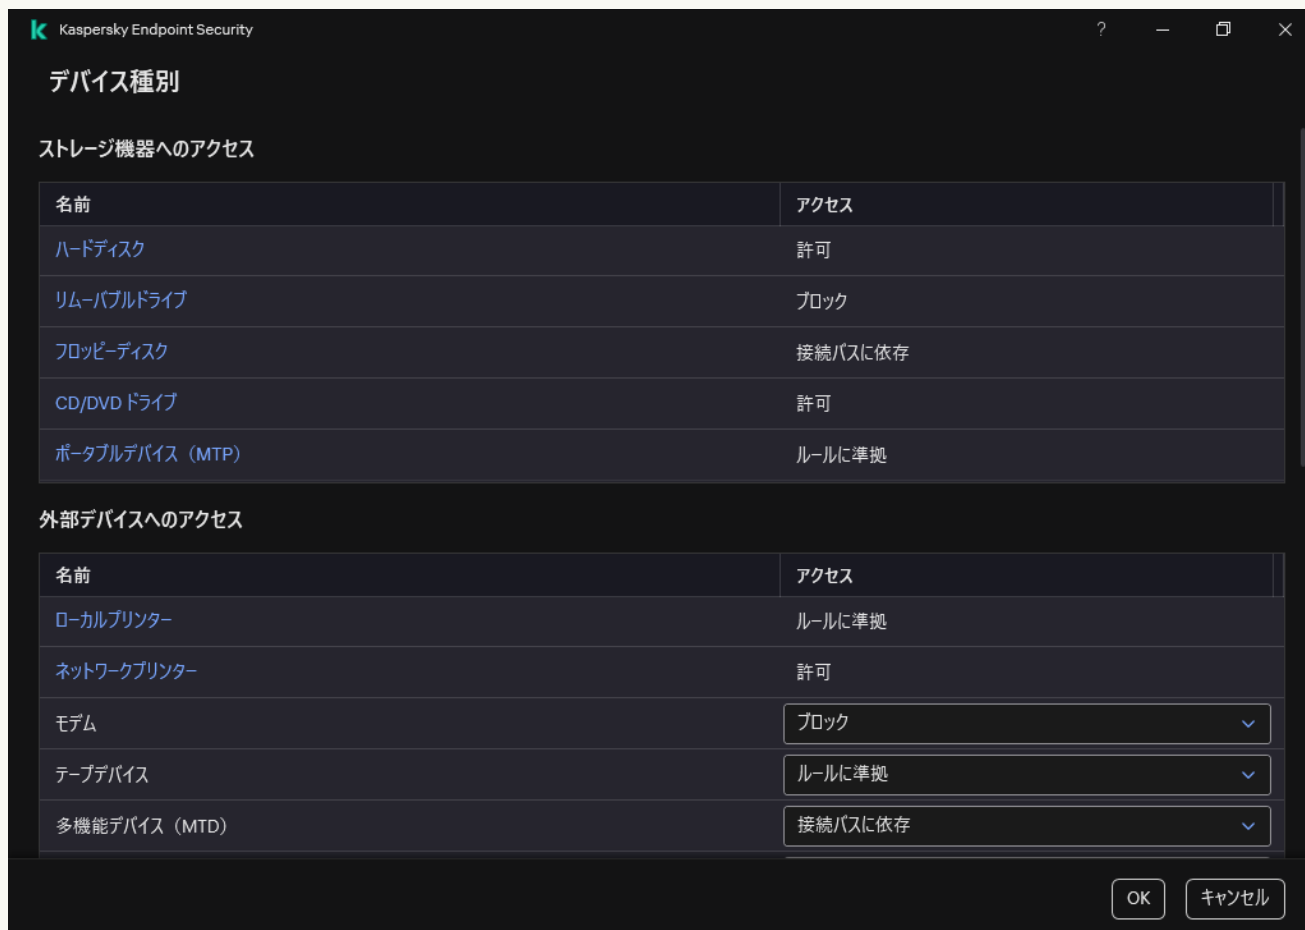 Kaspersky Endpoint Security
デバイス種別
ストレージ機器へのアクセス
名前 アクセス
ハードディスク 許可
リムーバブルドライブ ブロック
フロッピーディスク 接続バスに依存
CD/DVD ドライブ 許可
ポータブルデバイス（MTP） ルールに準拠
外部デバイスへのアクセス
名前 アクセス
ローカルプリンター ルールに準拠
ネットワークプリンター 許可
モデム ブロック
テープデバイス ルールに準拠
多機能デバイス（MTD） 接続バスに依存
OK キャンセル